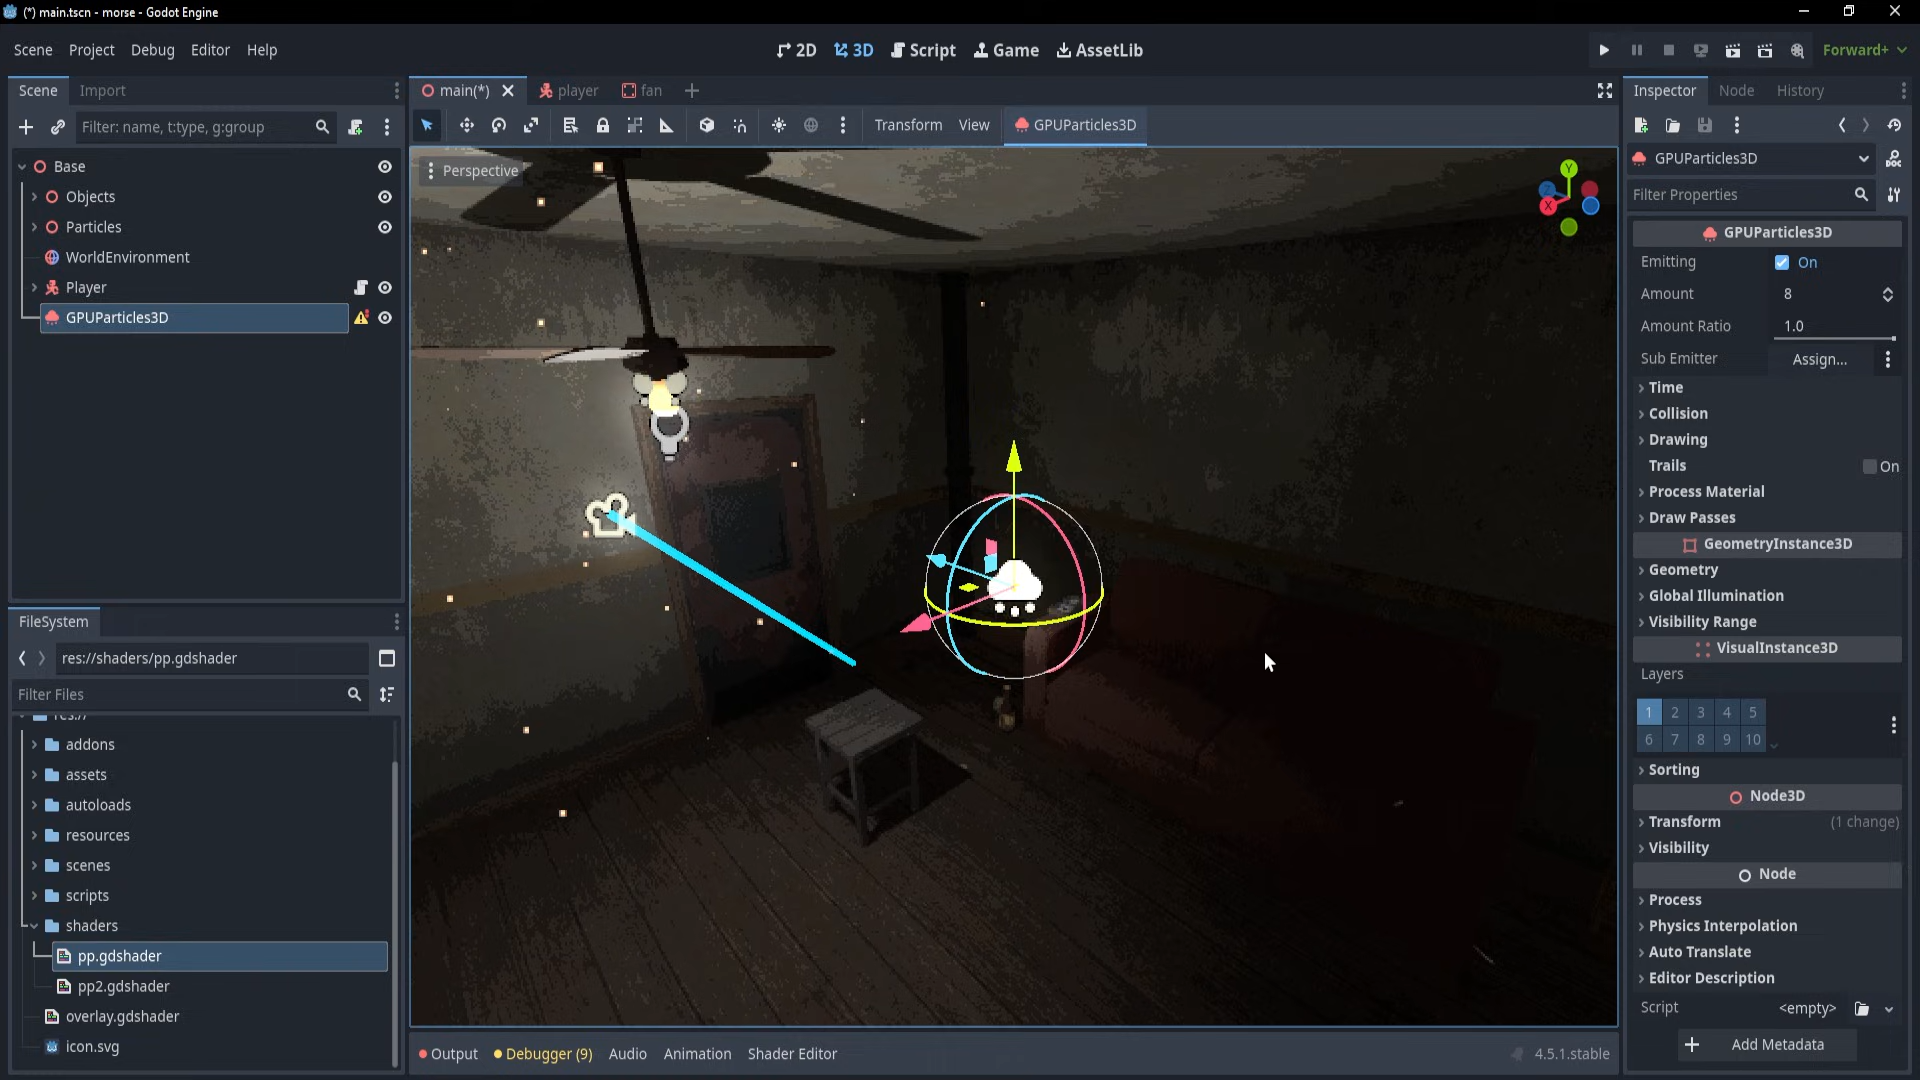 (*) main.tscn - morse - Godot Engine
Scene Project Debug Editor Help
2D 3D Script Game AssetLib
Forward+
Scene Import
Filter: name, t:type, g:group
Base
Objects
Particles
WorldEnvironment
Player
GPUParticles3D
FileSystem
res://shaders/pp.gdshader
Filter Files
res://
addons
assets
autoloads
resources
scenes
scripts
shaders
pp.gdshader
pp2.gdshader
overlay.gdshader
icon.svg
main(*) player fan
Transform View GPUParticles3D
Perspective
Y
Z
X
Output Debugger (9) Audio Animation Shader Editor
4.5.1.stable
Inspector Node History
GPUParticles3D
Filter Properties
GPUParticles3D
Emitting On
Amount 8
Amount Ratio 1.0
Sub Emitter Assign...
Time
Collision
Drawing
Trails On
Process Material
Draw Passes
GeometryInstance3D
Geometry
Global Illumination
Visibility Range
VisualInstance3D
Layers
1 2 3 4 5
6 7 8 9 10
Sorting
Node3D
Transform (1 change)
Visibility
Node
Process
Physics Interpolation
Auto Translate
Editor Description
Script <empty>
Add Metadata